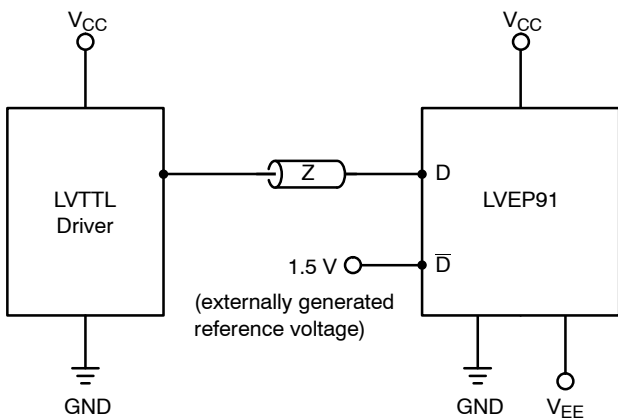 VCC
VCC
LVTTL
Driver
Z
D
LVEP91
1.5 V
D̅
(externally generated
reference voltage)
GND
GND
VEE